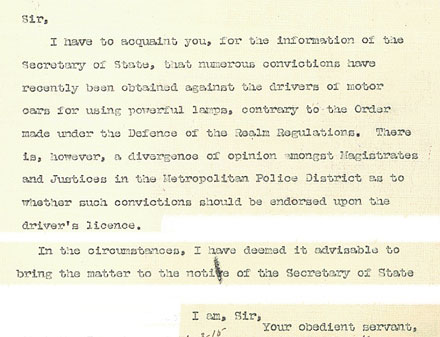 Sir,
I have to acquaint you, for the information of the
Secretary of State, that numerous convictions have
recently been obtained against the drivers of motor
cars for using powerful lamps, contrary to the Order
made under the Defence of the Realm Regulations. There
is, however, a divergence of opinion amongst Magistrates
and Justices in the Metropolitan Police District as to
whether such convictions should be endorsed upon the
driver's licence.
In the circumstances, I have deemed it advisable to
bring the matter to the notice of the Secretary of State
I am, Sir,
Your obedient servant,